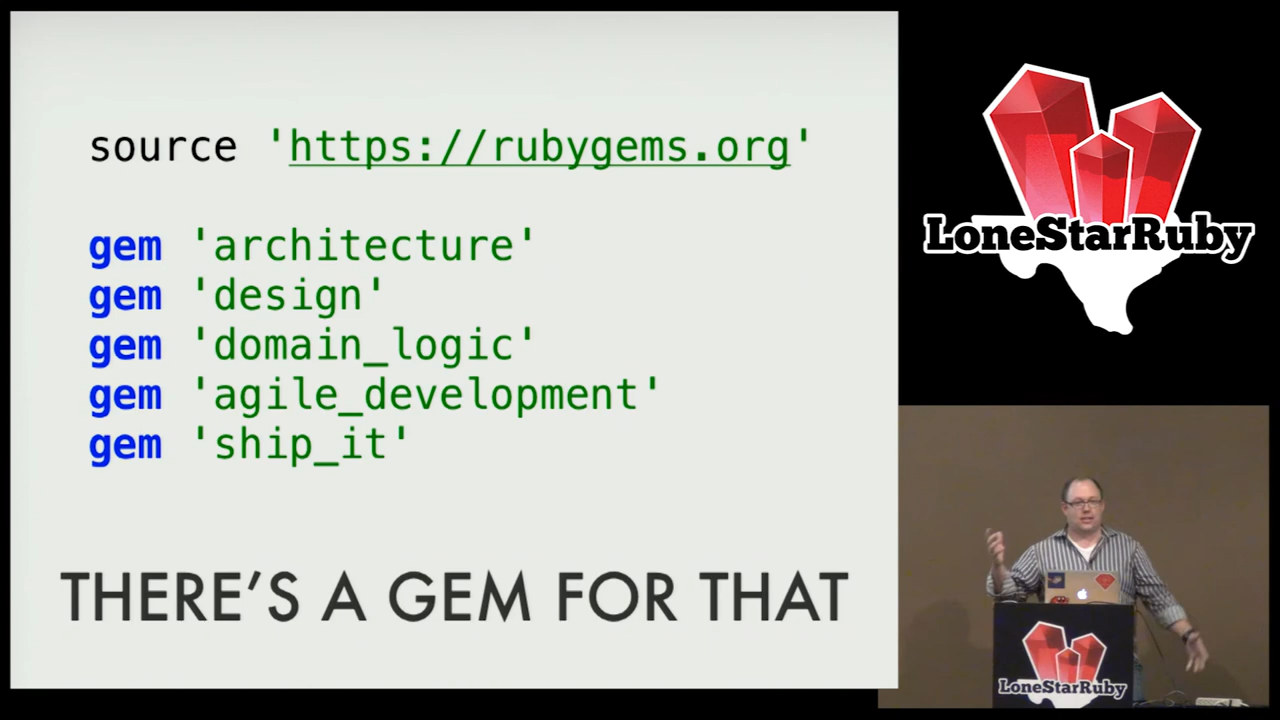 source 'https://rubygems.org'
gem 'architecture'
gem 'design'
gem 'domain_logic'
gem 'agile_development'
gem 'ship_it'
THERE'S A GEM FOR THAT
LoneStarRuby
LoneStarRuby